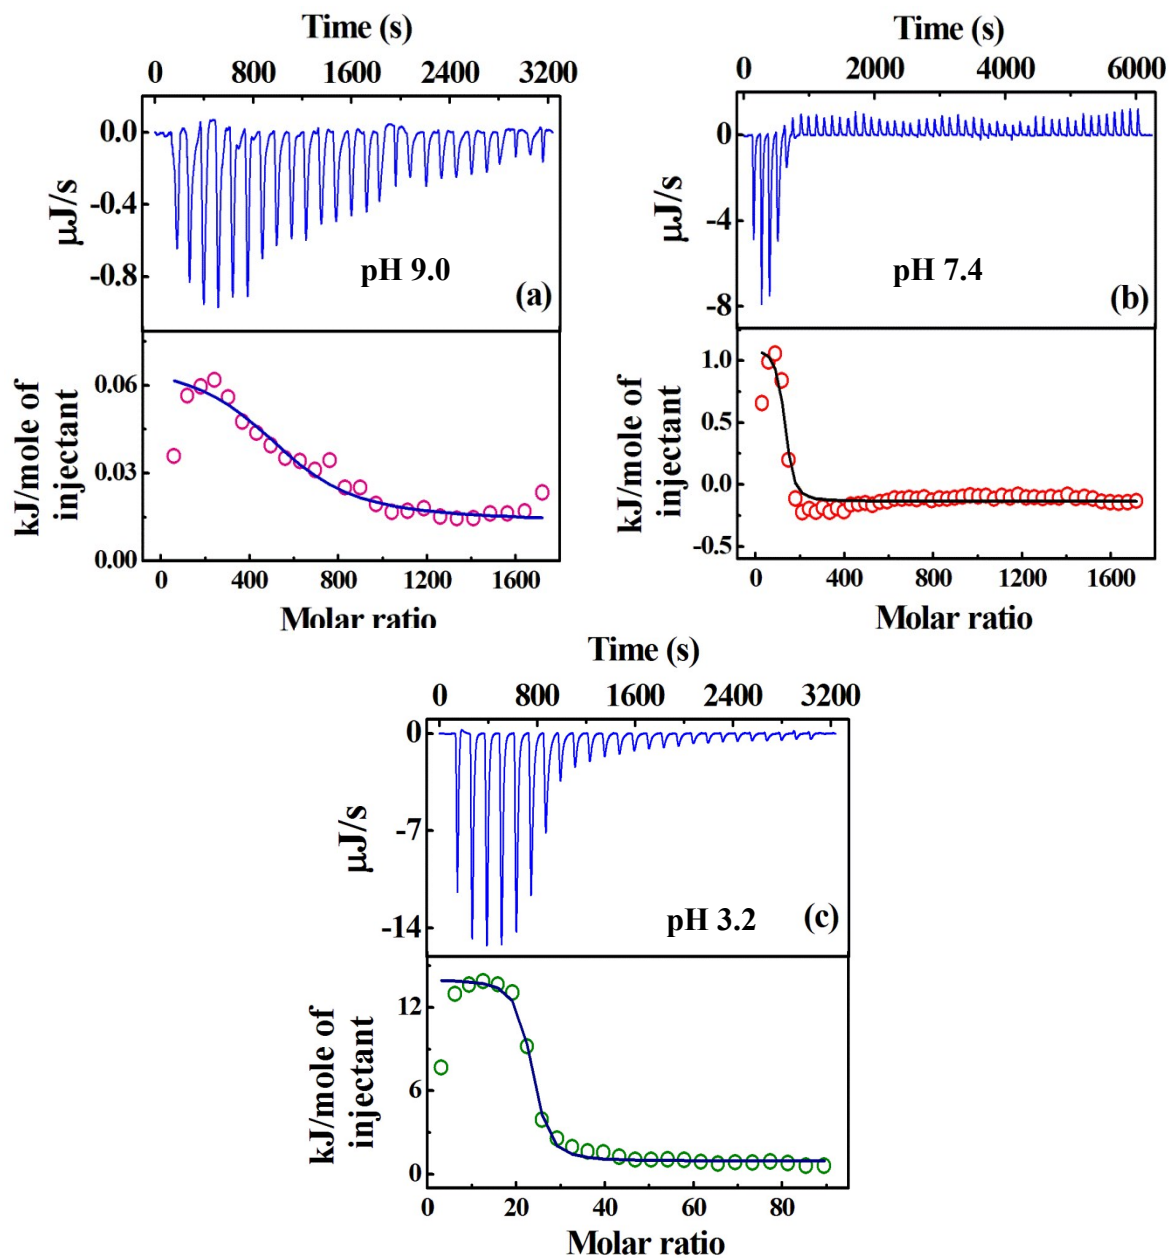 Time (s)
0 800 1600 2400 3200
0.0
-0.4
-0.8
μJ/s
pH 9.0
(a)
0.06
0.03
0.00
kJ/mole of
injectant
0 400 800 1200 1600
Molar ratio
Time (s)
0 2000 4000 6000
0
-4
-8
μJ/s
pH 7.4
(b)
1.0
0.5
0.0
-0.5
kJ/mole of
injectant
0 400 800 1200 1600
Molar ratio
Time (s)
0 800 1600 2400 3200
0
-7
-14
μJ/s
pH 3.2
(c)
12
6
0
kJ/mole of
injectant
0 20 40 60 80
Molar ratio